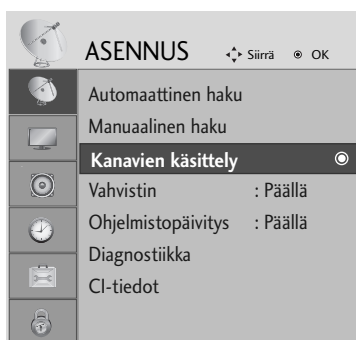 ASENNUS Siirrä OK
Automaattinen haku
Manuaalinen haku
Kanavien käsittely
Vahvistin : Päällä
Ohjelmistopäivitys : Päällä
Diagnostiikka
CI-tiedot